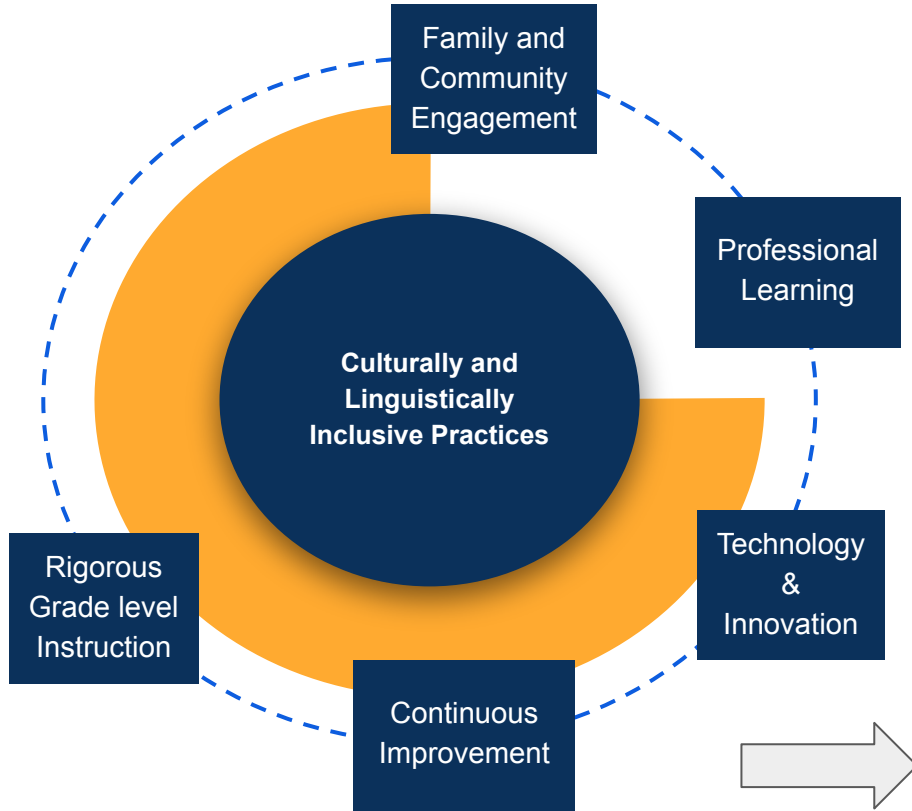 Family and
Community
Engagement
Professional
Learning
Culturally and
Linguistically
Inclusive Practices
Technology
&
Innovation
Rigorous
Grade level
Instruction
Continuous
Improvement